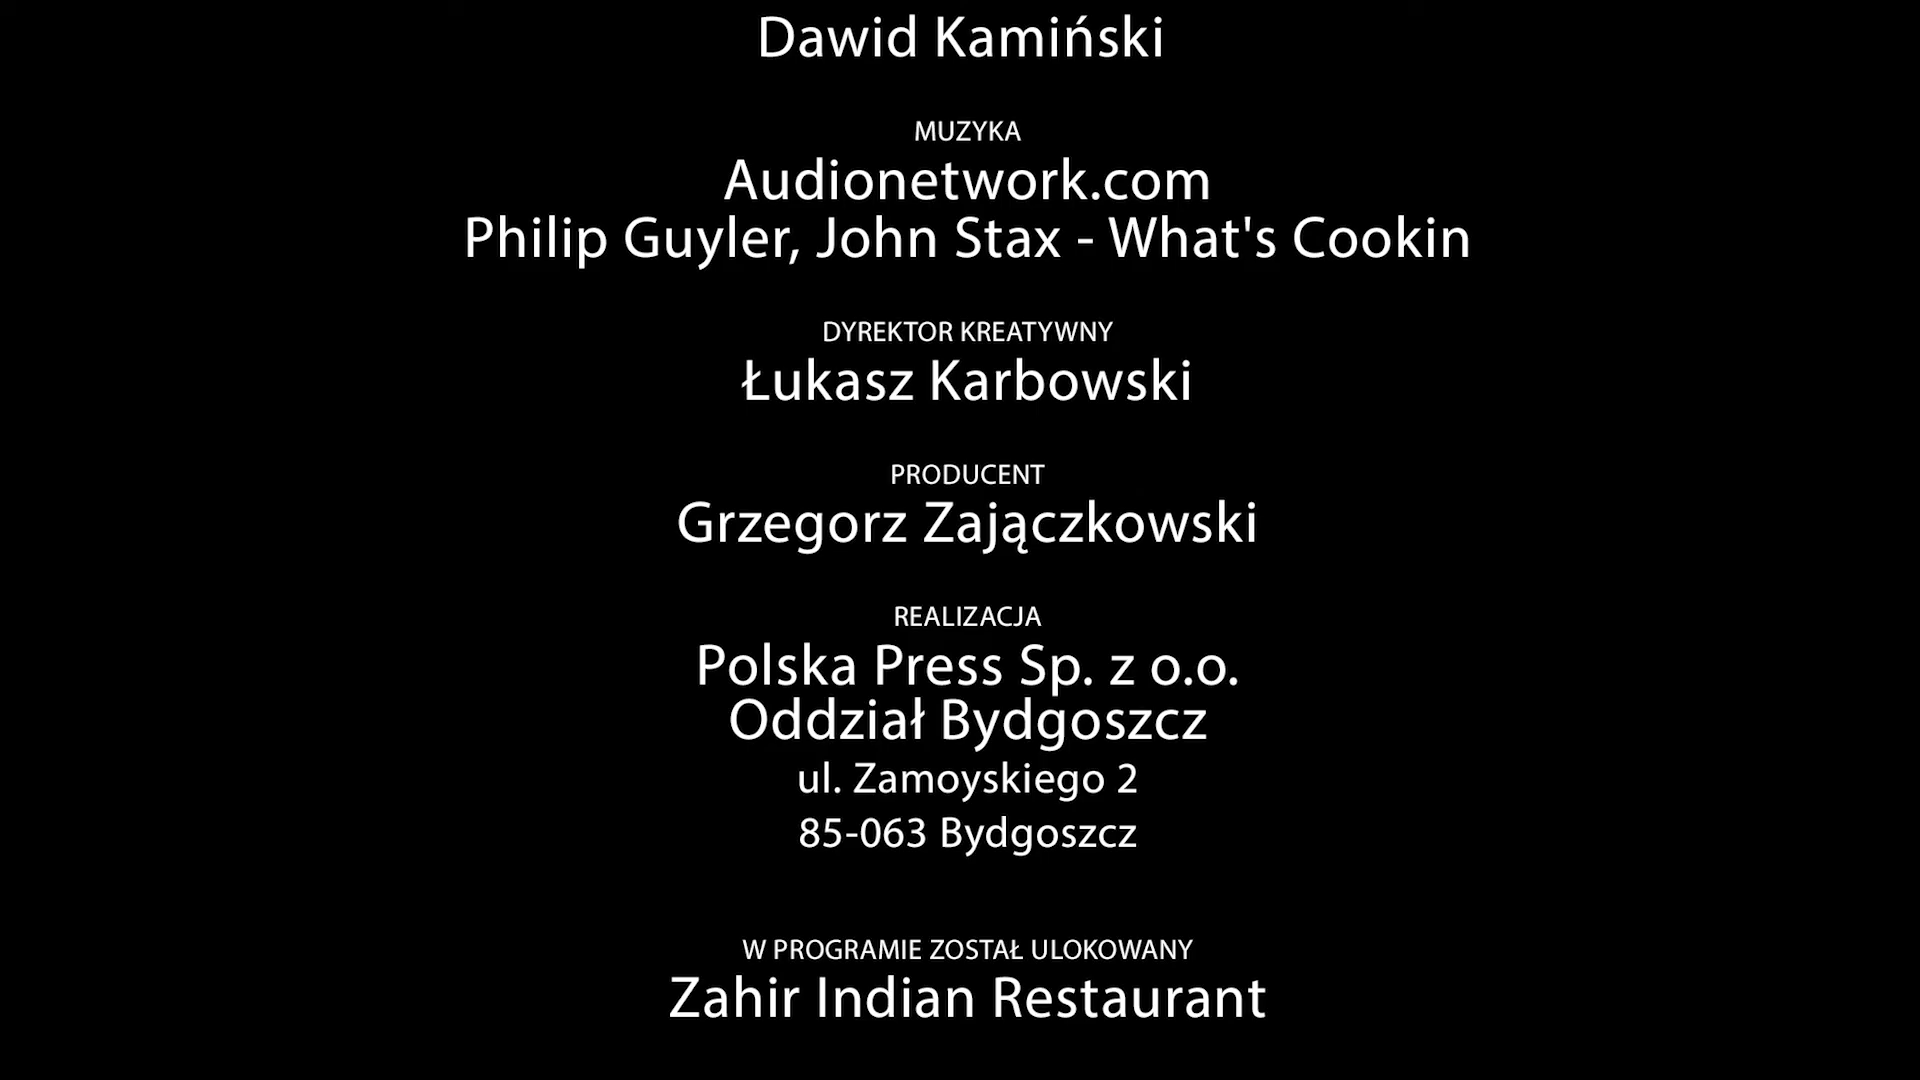 Dawid Kamiński
MUZYKA
Audionetwork.com
Philip Guyler, John Stax - What's Cookin
DYREKTOR KREATYWNY
Łukasz Karbowski
PRODUCENT
Grzegorz Zajączkowski
REALIZACJA
Polska Press Sp. z o.o.
Oddział Bydgoszcz
ul. Zamoyskiego 2
85-063 Bydgoszcz
W PROGRAMIE ZOSTAŁ ULOKOWANY
Zahir Indian Restaurant